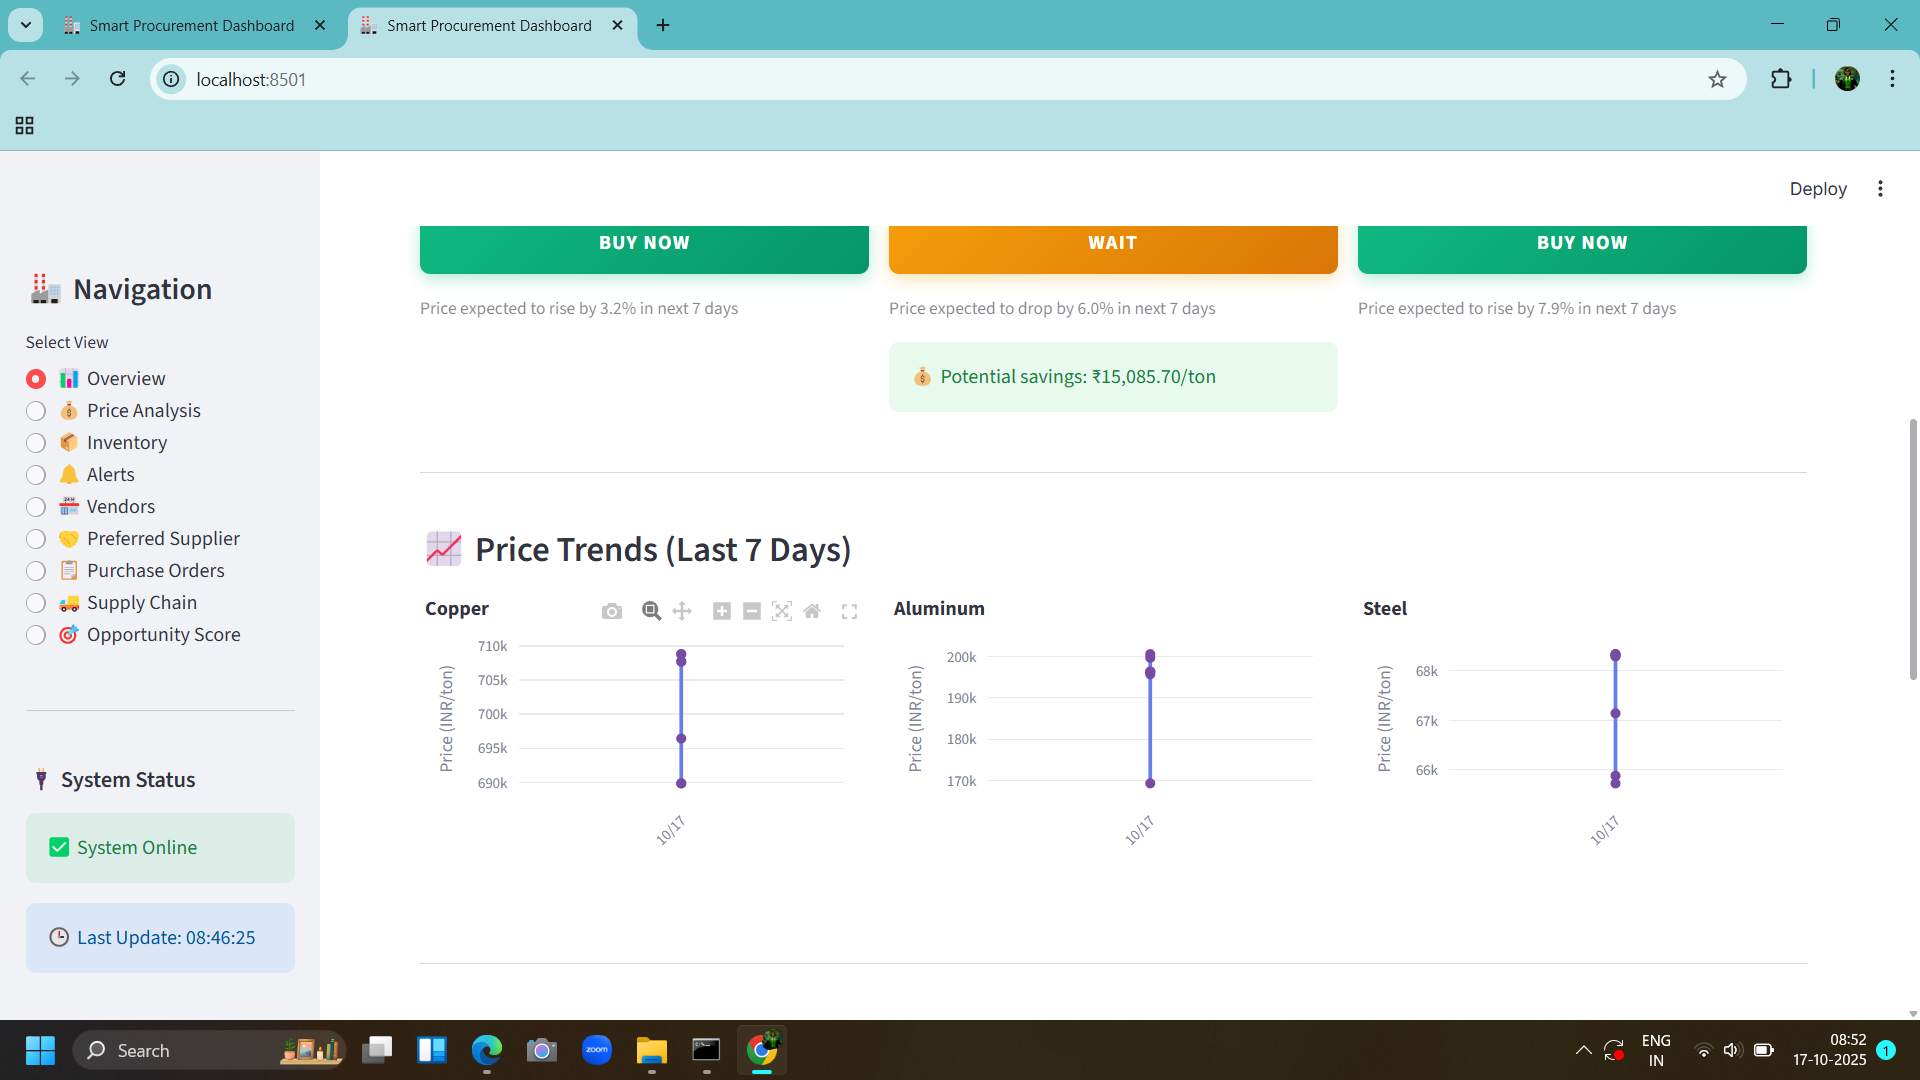 Smart Procurement Dashboard
Smart Procurement Dashboard
localhost:8501
Deploy
Navigation
Select View
Overview
Price Analysis
Inventory
Alerts
Vendors
Preferred Supplier
Purchase Orders
Supply Chain
Opportunity Score
System Status
System Online
Last Update: 08:46:25
BUY NOW
WAIT
BUY NOW
Price expected to rise by 3.2% in next 7 days
Price expected to drop by 6.0% in next 7 days
Price expected to rise by 7.9% in next 7 days
Potential savings: ₹15,085.70/ton
Price Trends (Last 7 Days)
Copper
Price (INR/ton)
710k
705k
700k
695k
690k
10/17
Aluminum
Price (INR/ton)
200k
190k
180k
170k
10/17
Steel
Price (INR/ton)
68k
67k
66k
10/17
Search
zoom
ENG
IN
08:52
17-10-2025
1